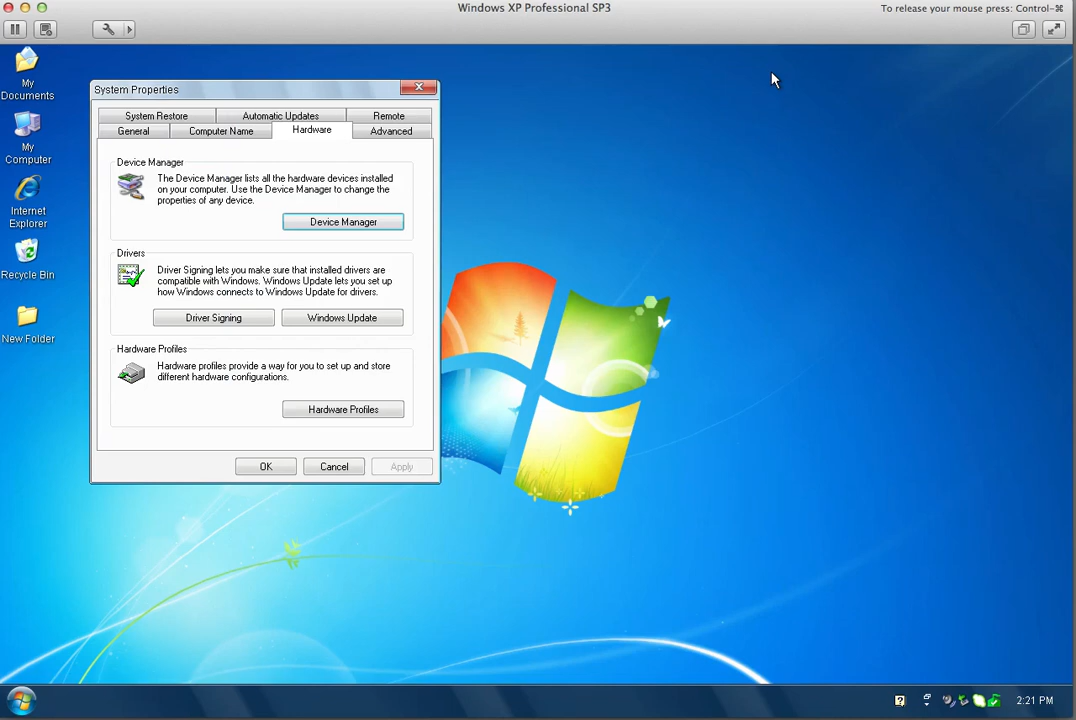 Windows XP Professional SP3
To release your mouse press: Control-⌘
My
Documents
My
Computer
Internet
Explorer
Recycle Bin
New Folder
System Properties
System Restore
Automatic Updates
Remote
General
Computer Name
Hardware
Advanced
Device Manager
The Device Manager lists all the hardware devices installed
on your computer. Use the Device Manager to change the
properties of any device.
Device Manager
Drivers
Driver Signing lets you make sure that installed drivers are
compatible with Windows. Windows Update lets you set up
how Windows connects to Windows Update for drivers.
Driver Signing
Windows Update
Hardware Profiles
Hardware profiles provide a way for you to set up and store
different hardware configurations.
Hardware Profiles
OK
Cancel
Apply
2:21 PM